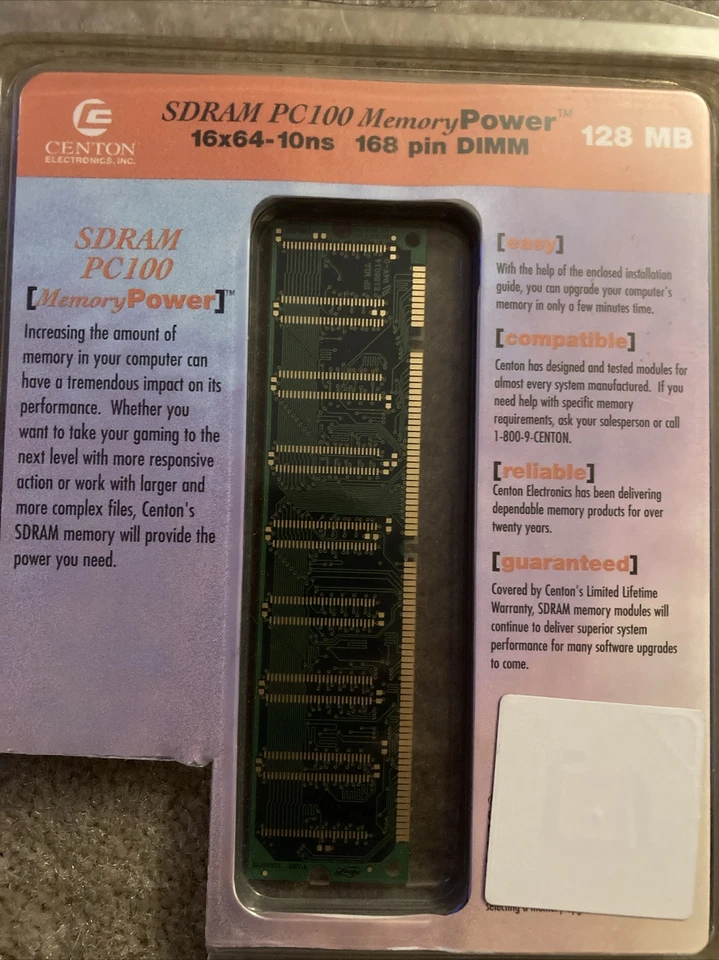 CENTON
ELECTRONICS, INC.
SDRAM PC100 MemoryPower™
16x64-10ns 168 pin DIMM
128 MB
SDRAM
PC100
[MemoryPower]™
Increasing the amount of
memory in your computer can
have a tremendous impact on its
performance. Whether you
want to take your gaming to the
next level with more responsive
action or work with larger and
more complex files, Centon's
SDRAM memory will provide the
power you need.
[easy]
With the help of the enclosed installation
guide, you can upgrade your computer's
memory in only a few minutes time.
[compatible]
Centon has designed and tested modules for
almost every system manufactured. If you
need help with specific memory
requirements, ask your salesperson or call
1-800-9-CENTON.
[reliable]
Centon Electronics has been delivering
dependable memory products for over
twenty years.
[guaranteed]
Covered by Centon's Limited Lifetime
Warranty, SDRAM memory modules will
continue to deliver superior system
performance for many software upgrades
to come.